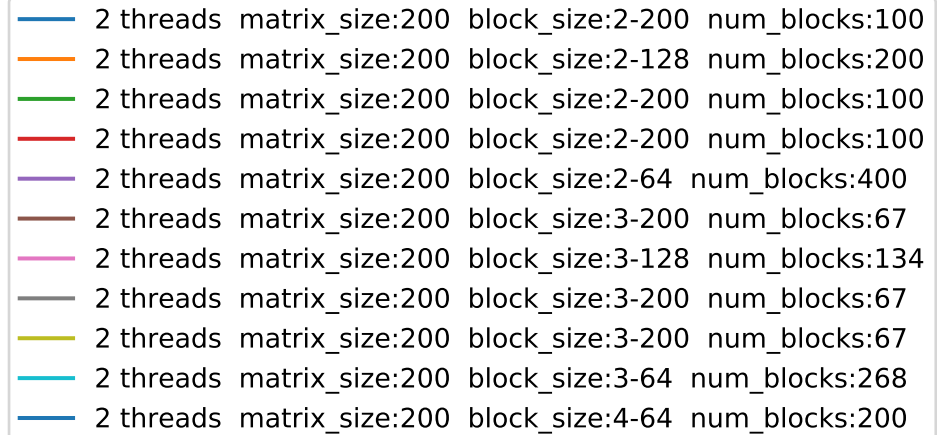 2 threads matrix_size:200 block_size:2-200 num_blocks:100
2 threads matrix_size:200 block_size:2-128 num_blocks:200
2 threads matrix_size:200 block_size:2-200 num_blocks:100
2 threads matrix_size:200 block_size:2-200 num_blocks:100
2 threads matrix_size:200 block_size:2-64 num_blocks:400
2 threads matrix_size:200 block_size:3-200 num_blocks:67
2 threads matrix_size:200 block_size:3-128 num_blocks:134
2 threads matrix_size:200 block_size:3-200 num_blocks:67
2 threads matrix_size:200 block_size:3-200 num_blocks:67
2 threads matrix_size:200 block_size:3-64 num_blocks:268
2 threads matrix_size:200 block_size:4-64 num_blocks:200